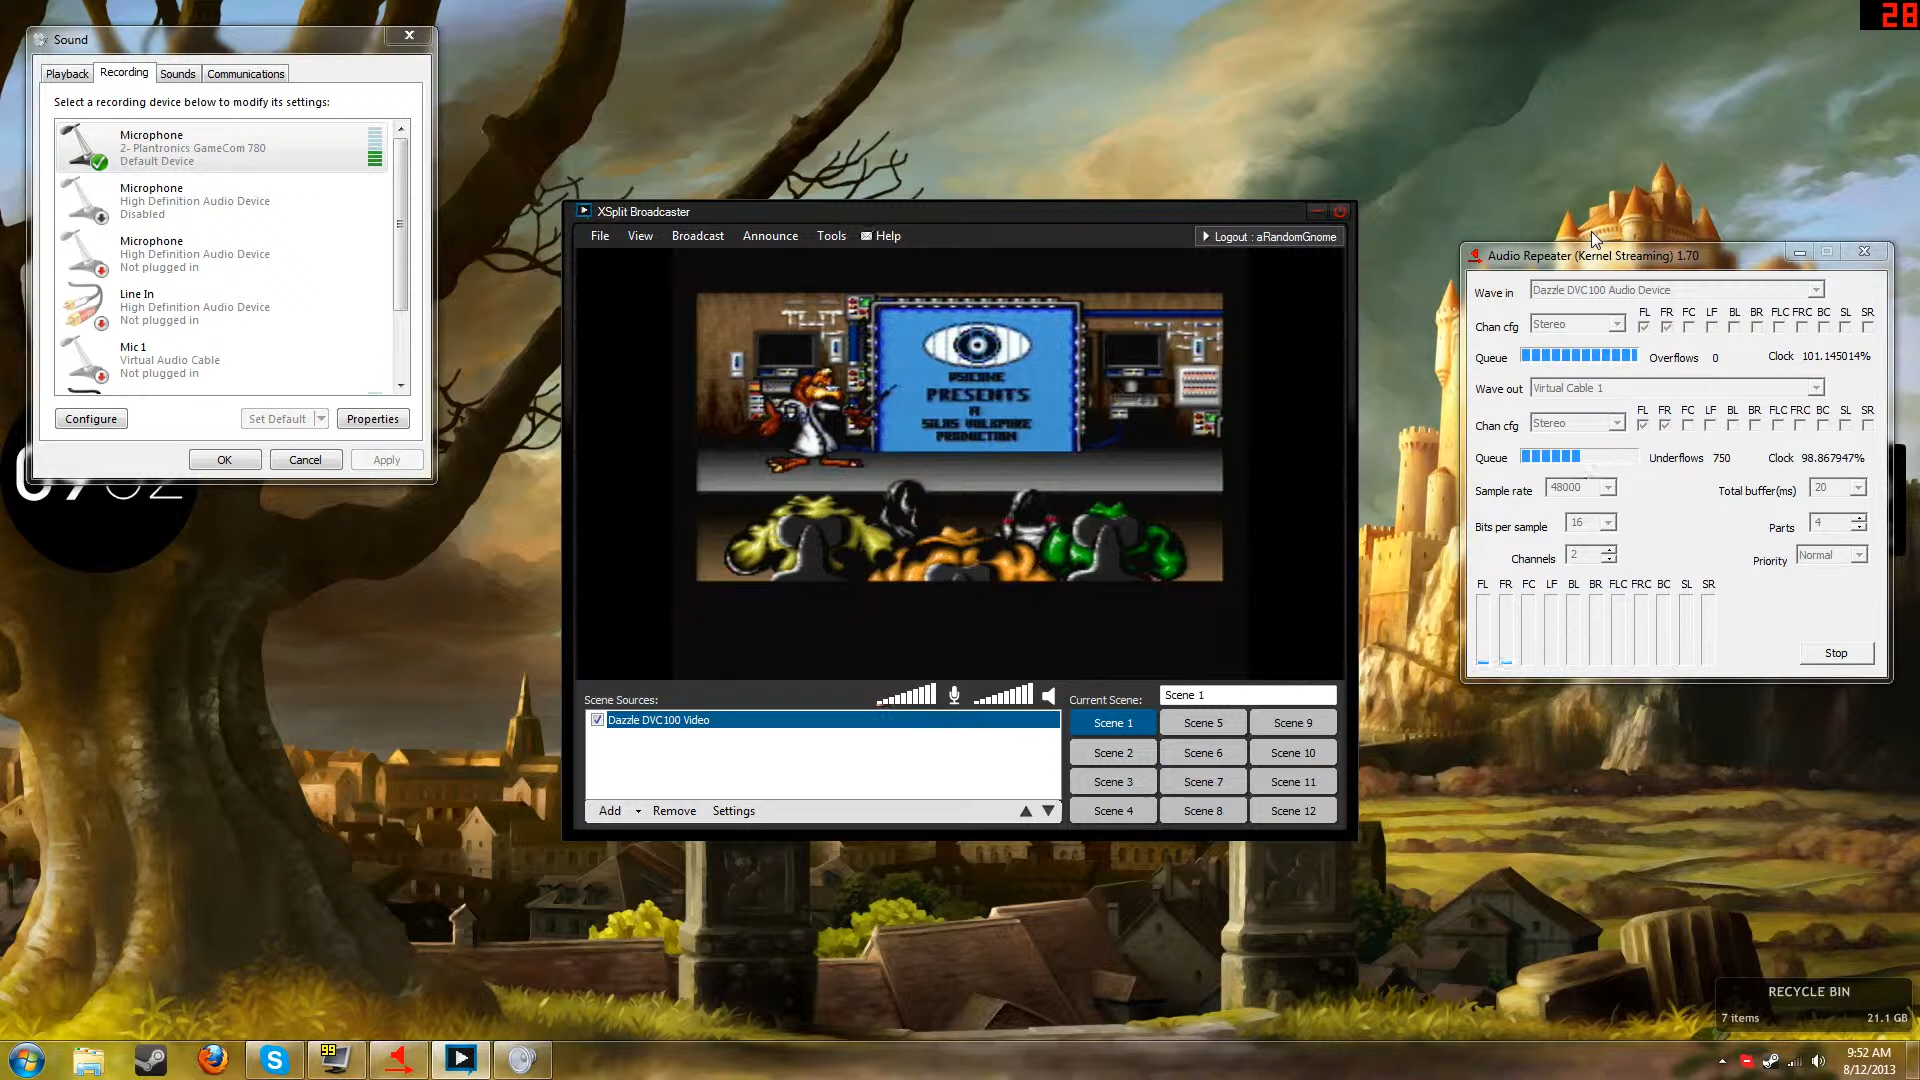 28
Sound
Playback Recording Sounds Communications
Select a recording device below to modify its settings:
Microphone
2- Plantronics GameCom 780
Default Device
Microphone
High Definition Audio Device
Disabled
Microphone
High Definition Audio Device
Not plugged in
Line In
High Definition Audio Device
Not plugged in
Mic 1
Virtual Audio Cable
Not plugged in
Configure Set Default Properties
OK Cancel Apply
XSplit Broadcaster
File View Broadcast Announce Tools Help Logout : aRandomGnome
PRESENTS
A
PRODUCTION
Scene Sources:
Dazzle DVC100 Video
Add Remove Settings
Current Scene: Scene 1
Scene 1 Scene 5 Scene 9
Scene 2 Scene 6 Scene 10
Scene 3 Scene 7 Scene 11
Scene 4 Scene 8 Scene 12
Audio Repeater (Kernel Streaming) 1.70
Wave in Dazzle DVC100 Audio Device
FL FR FC LF BL BR FLC FRC BC SL SR
Chan cfg Stereo
Queue Overflows 0 Clock 101.145014%
Wave out Virtual Cable 1
FL FR FC LF BL BR FLC FRC BC SL SR
Chan cfg Stereo
Queue Underflows 750 Clock 98.867947%
Sample rate 48000 Total buffer(ms) 20
Bits per sample 16 Parts 4
Channels 2 Priority Normal
FL FR FC LF BL BR FLC FRC BC SL SR
Stop
RECYCLE BIN
7 items 21.1 GB
99
9:52 AM
8/12/2013